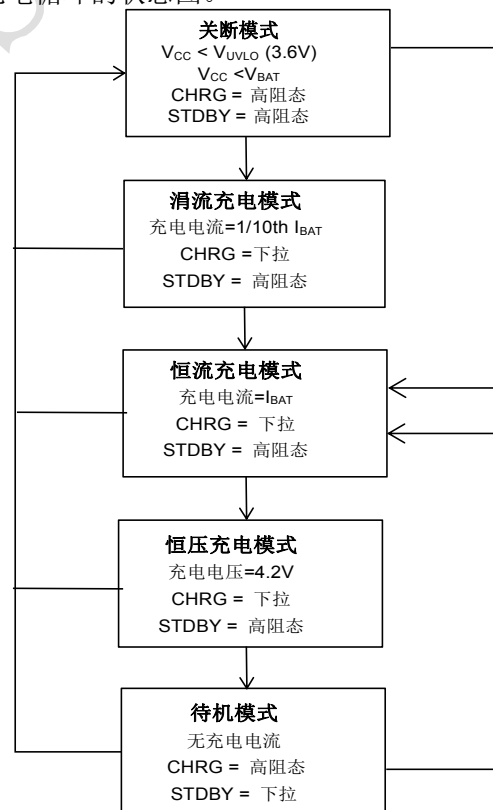 电循环的状态图。
关断模式
VCC < VUVLO (3.6V)
VCC <VBAT
CHRG = 高阻态
STDBY = 高阻态
涓流充电模式
充电电流=1/10th IBAT
CHRG =下拉
STDBY = 高阻态
恒流充电模式
充电电流=IBAT
CHRG = 下拉
STDBY = 高阻态
恒压充电模式
充电电压=4.2V
CHRG = 下拉
STDBY = 高阻态
待机模式
无充电电流
CHRG = 高阻态
STDBY = 下拉